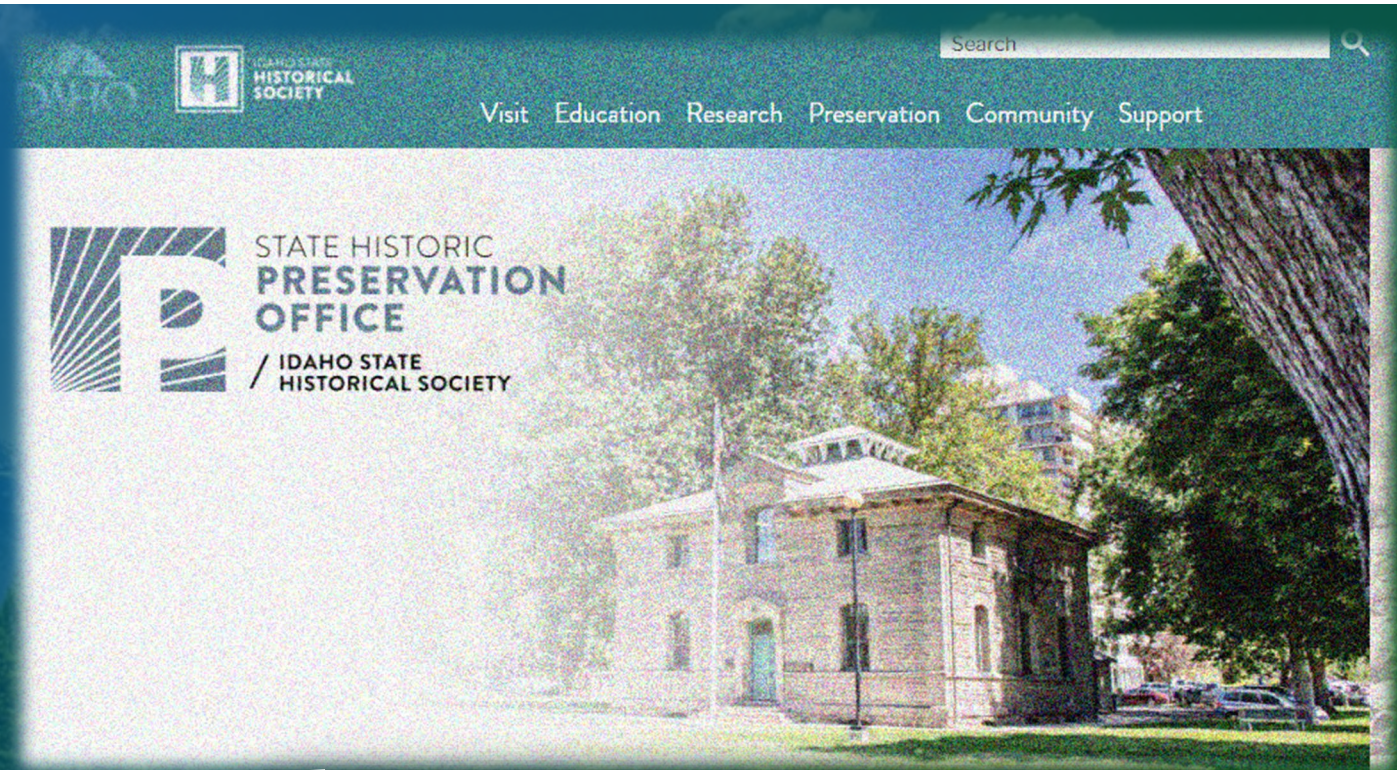 Search
IDAHO
IDAHO STATE
HISTORICAL
SOCIETY
Visit Education Research Preservation Community Support
STATE HISTORIC
PRESERVATION
OFFICE
/ IDAHO STATE
HISTORICAL SOCIETY